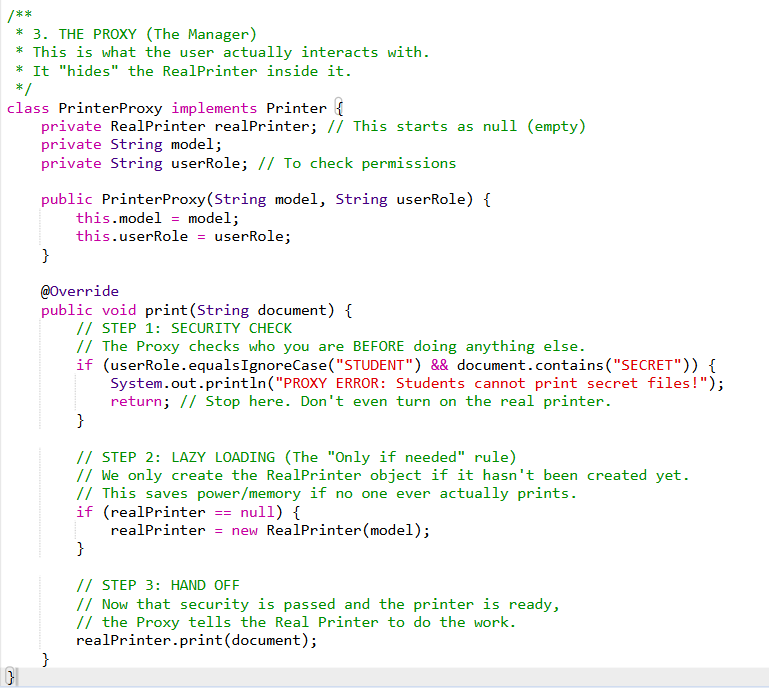 /**
 * 3. THE PROXY (The Manager)
 * This is what the user actually interacts with.
 * It "hides" the RealPrinter inside it.
 */
class PrinterProxy implements Printer {
    private RealPrinter realPrinter; // This starts as null (empty)
    private String model;
    private String userRole; // To check permissions

    public PrinterProxy(String model, String userRole) {
        this.model = model;
        this.userRole = userRole;
    }

    @Override
    public void print(String document) {
        // STEP 1: SECURITY CHECK
        // The Proxy checks who you are BEFORE doing anything else.
        if (userRole.equalsIgnoreCase("STUDENT") && document.contains("SECRET")) {
            System.out.println("PROXY ERROR: Students cannot print secret files!");
            return; // Stop here. Don't even turn on the real printer.
        }

        // STEP 2: LAZY LOADING (The "Only if needed" rule)
        // We only create the RealPrinter object if it hasn't been created yet.
        // This saves power/memory if no one ever actually prints.
        if (realPrinter == null) {
            realPrinter = new RealPrinter(model);
        }

        // STEP 3: HAND OFF
        // Now that security is passed and the printer is ready,
        // the Proxy tells the Real Printer to do the work.
        realPrinter.print(document);
    }
}